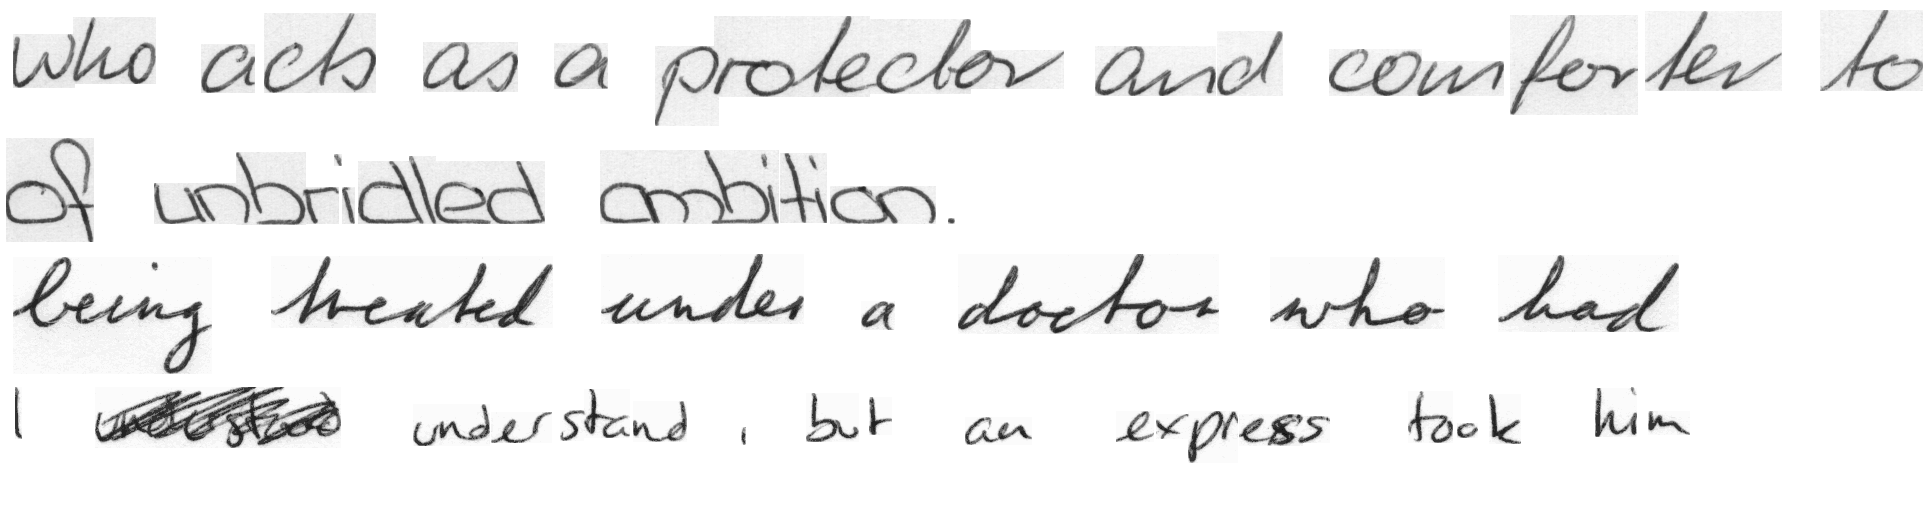 who acts as a protector and comforter to
of unbridled ambition.
being treated under a doctor who had
I understand, but an express took him